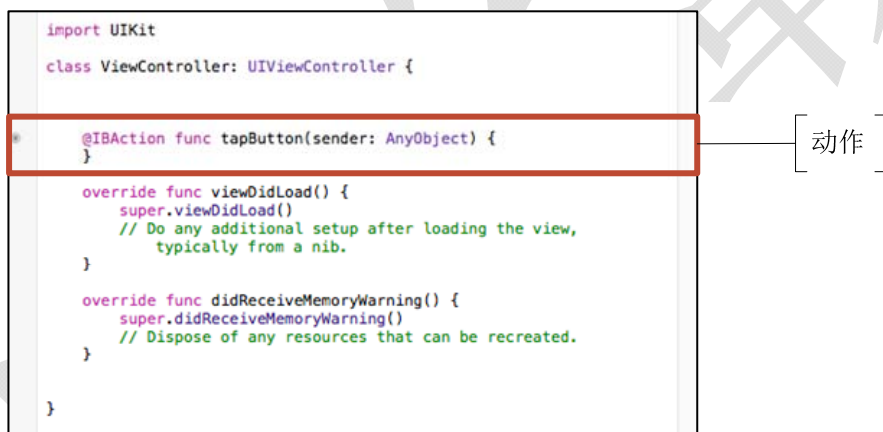 import UIKit
class ViewController: UIViewController {
@IBAction func tapButton(sender: AnyObject) {
}
动作
override func viewDidLoad() {
super.viewDidLoad()
// Do any additional setup after loading the view,
typically from a nib.
}
override func didReceiveMemoryWarning() {
super.didReceiveMemoryWarning()
// Dispose of any resources that can be recreated.
}
}